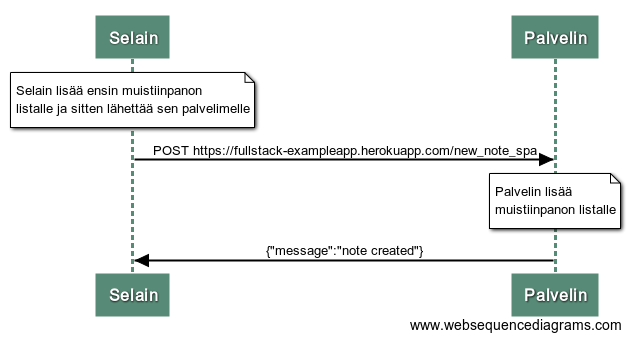 Selain
Palvelin
Selain lisää ensin muistiinpanon
listalle ja sitten lähettää sen palvelimelle
POST https://fullstack-exampleapp.herokuapp.com/new_note_spa
Palvelin lisää
muistiinpanon listalle
{"message":"note created"}
Selain
Palvelin
www.websequencediagrams.com